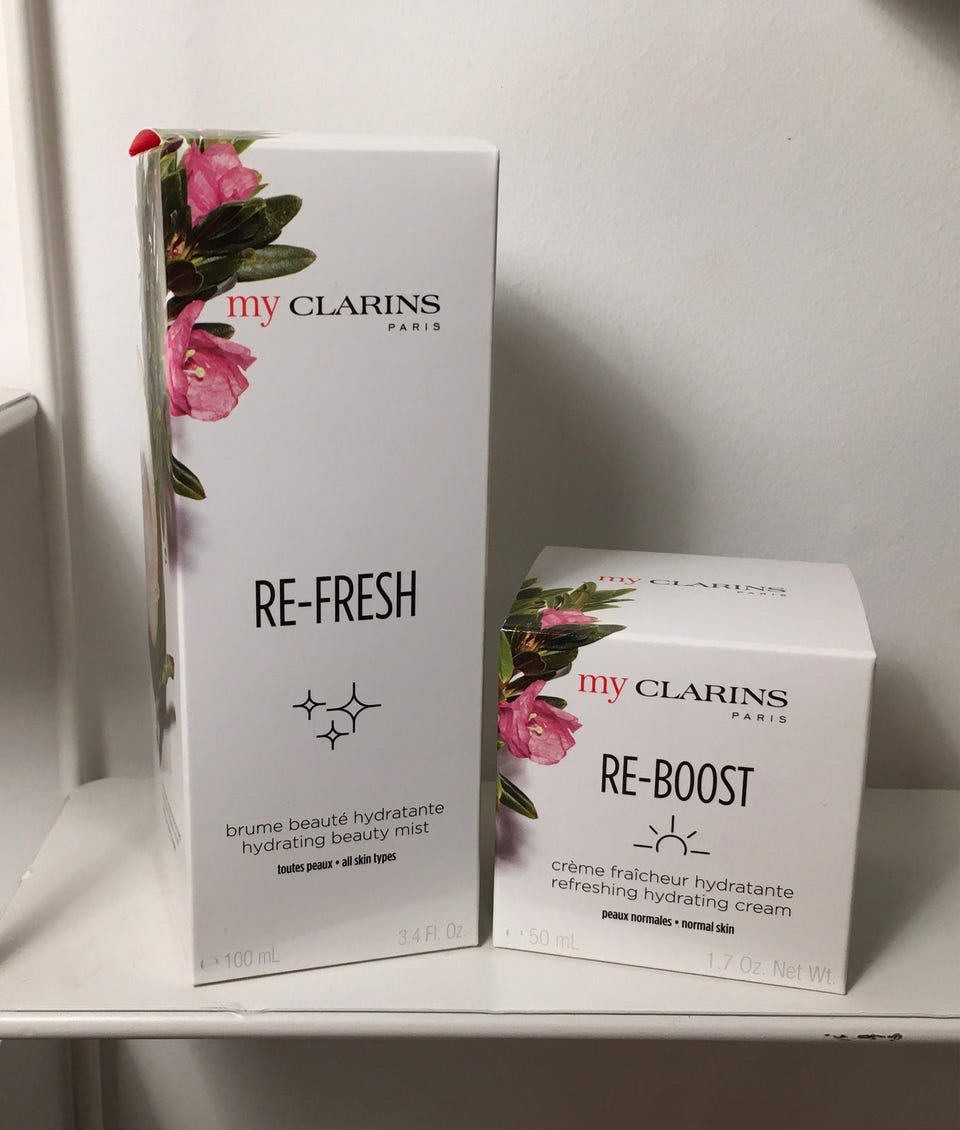 my CLARINS
PARIS
RE-FRESH
brume beauté hydratante
hydrating beauty mist
toutes peaux • all skin types
℮ 100 mL
3.4 Fl. Oz.
my CLARINS
PARIS
my CLARINS
PARIS
RE-BOOST
crème fraîcheur hydratante
refreshing hydrating cream
peaux normales • normal skin
50 mL
1.7 Oz. Net Wt.